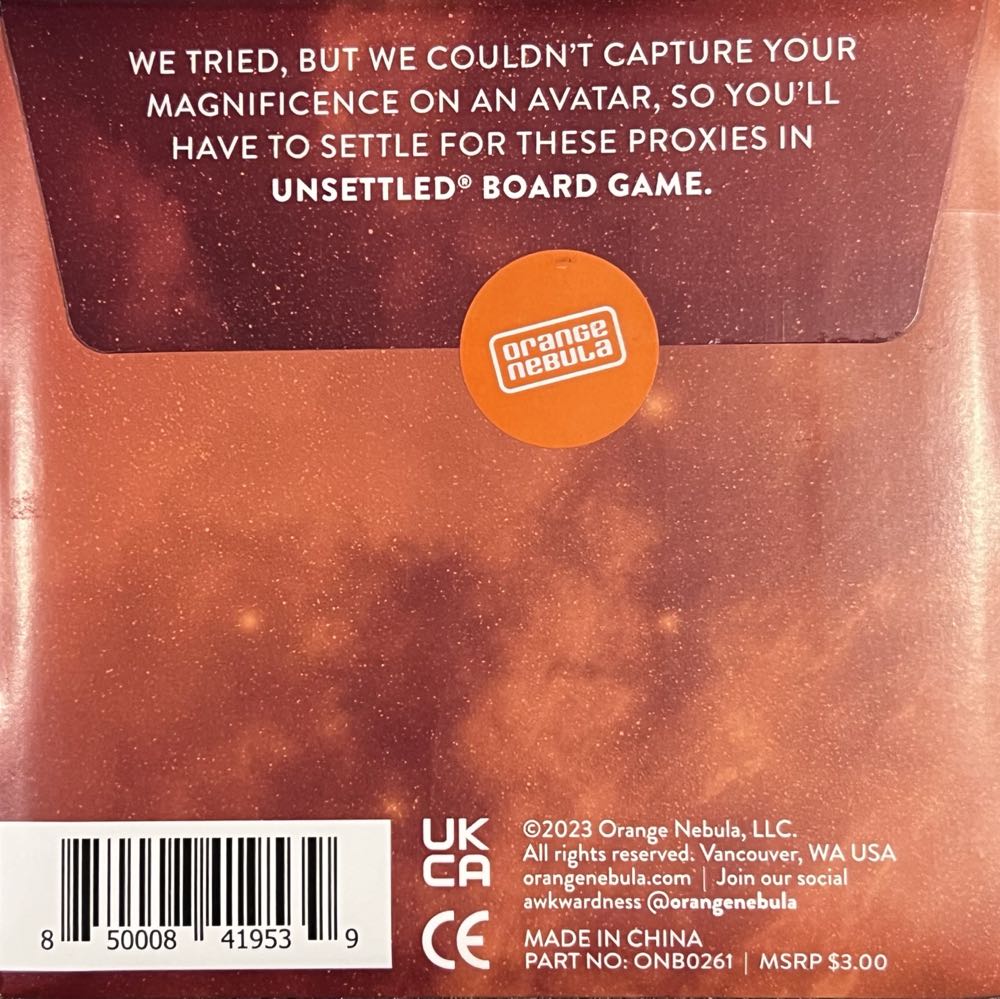 WE TRIED, BUT WE COULDN'T CAPTURE YOUR
MAGNIFICENCE ON AN AVATAR, SO YOU'LL
HAVE TO SETTLE FOR THESE PROXIES IN
UNSETTLED® BOARD GAME.
orange
nebula
8 50008 41953 9
UK
CA
CE
©2023 Orange Nebula, LLC.
All rights reserved. Vancouver, WA USA
orangenebula.com | Join our social
awkwardness @orangenebula
MADE IN CHINA
PART NO: ONB0261 | MSRP $3.00